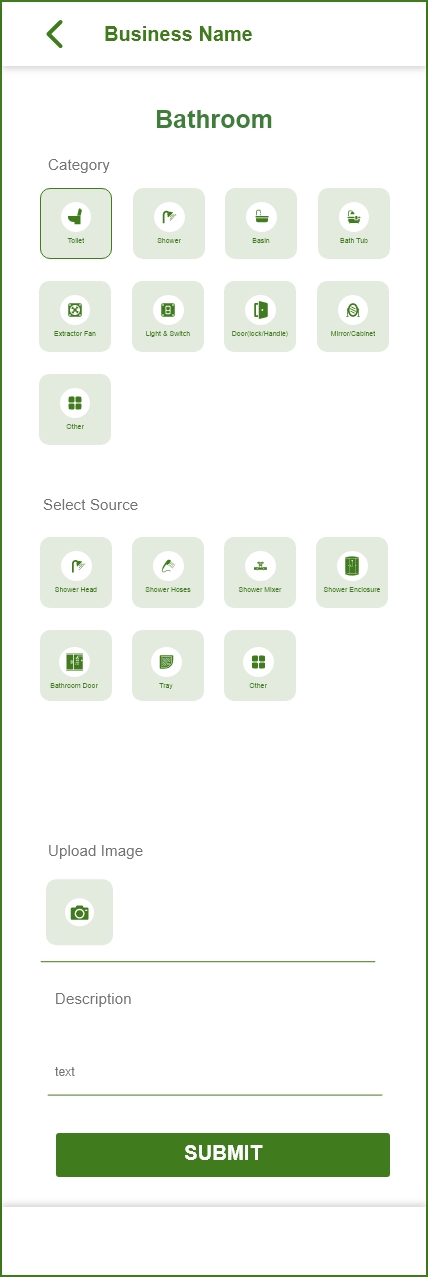 Business Name
Bathroom
Category
Toilet Shower Basin Bath Tub
Extractor Fan Light & Switch Door(lock/Handle) Mirror/Cabinet
Other
Select Source
Shower Head Shower Hoses Shower Mixer Shower Enclosure
Bathroom Door Tray Other
Upload Image
Description
text
SUBMIT